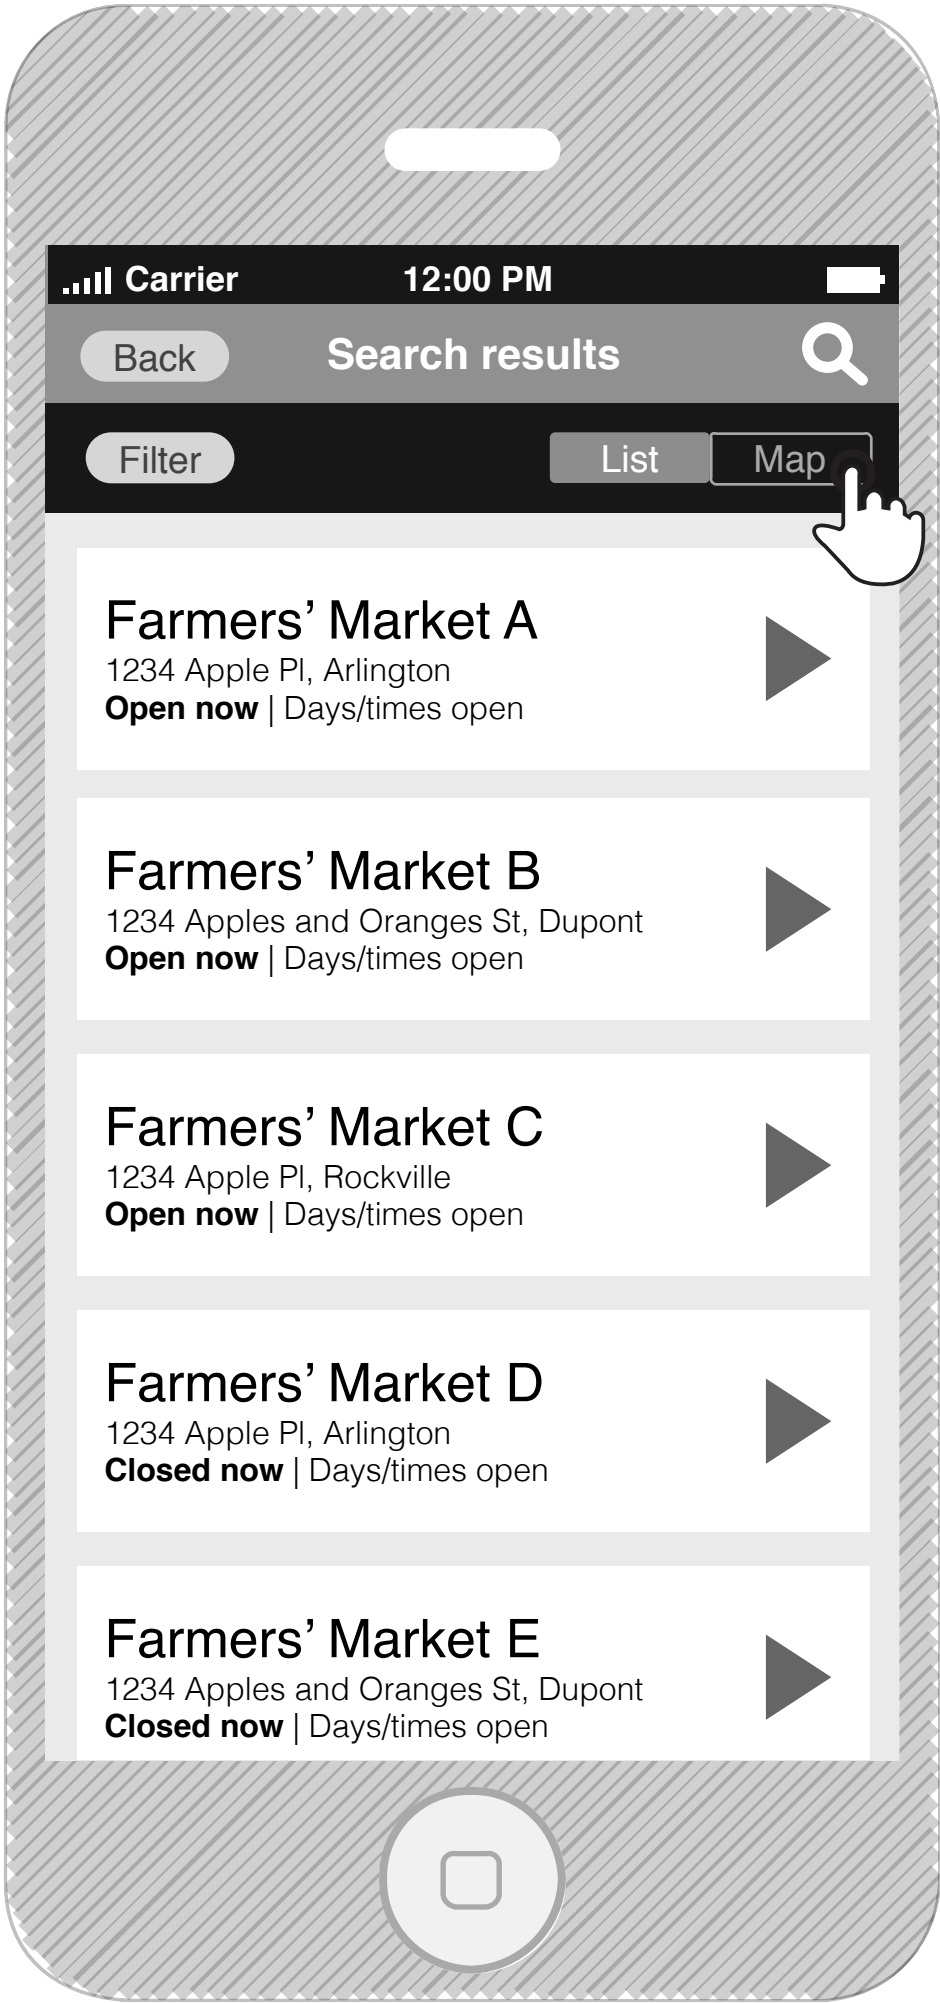 Carrier 12:00 PM
Back Search results
Filter List Map
Farmers’ Market A
1234 Apple Pl, Arlington
Open now | Days/times open
Farmers’ Market B
1234 Apples and Oranges St, Dupont
Open now | Days/times open
Farmers’ Market C
1234 Apple Pl, Rockville
Open now | Days/times open
Farmers’ Market D
1234 Apple Pl, Arlington
Closed now | Days/times open
Farmers’ Market E
1234 Apples and Oranges St, Dupont
Closed now | Days/times open